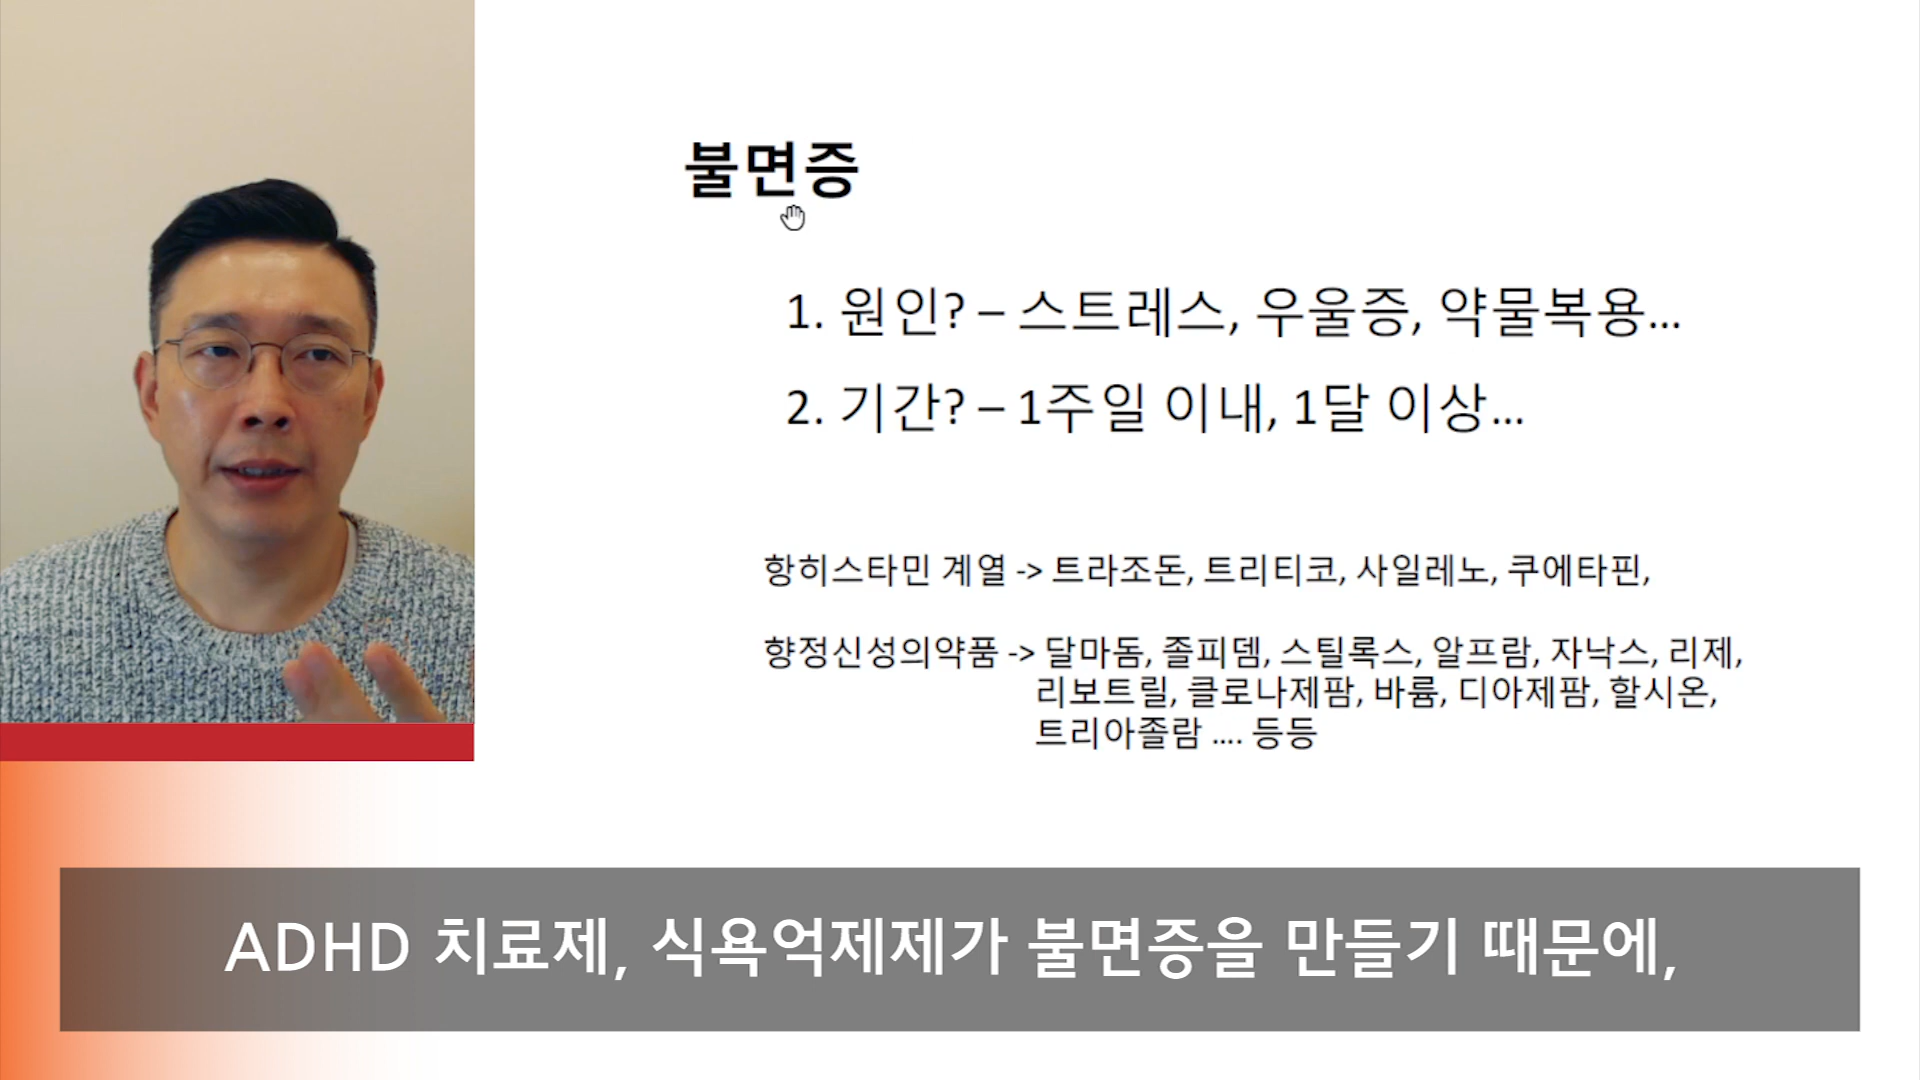 불면증
1. 원인? – 스트레스, 우울증, 약물복용...
2. 기간? – 1주일 이내, 1달 이상...
항히스타민 계열 -> 트라조돈, 트리티코, 사일레노, 쿠에타핀,
향정신성의약품 -> 달마돔, 졸피뎀, 스틸록스, 알프람, 자낙스, 리제,
리보트릴, 클로나제팜, 바륨, 디아제팜, 할시온,
트리아졸람 .... 등등
ADHD 치료제, 식욕억제제가 불면증을 만들기 때문에,